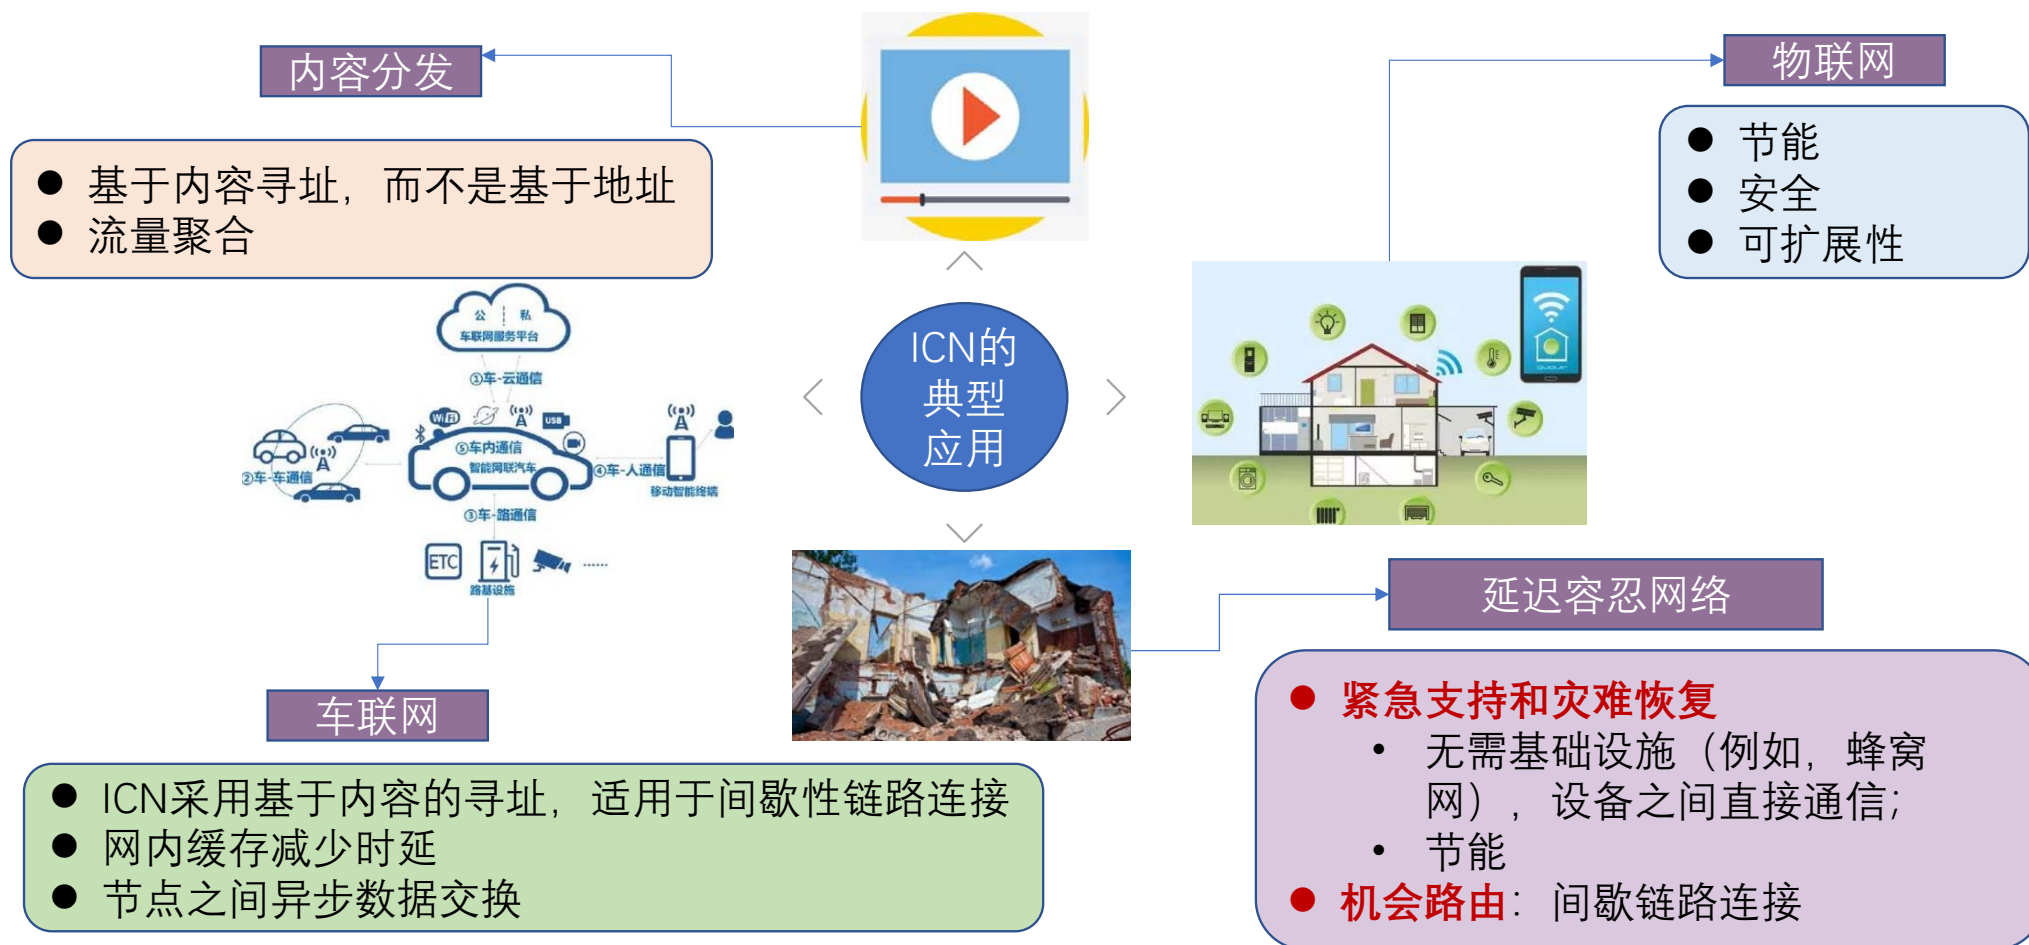 内容分发
基于内容寻址，而不是基于地址
流量聚合
物联网
节能
安全
可扩展性
ICN的
典型
应用
公 私
车联网服务平台
①车-云通信
WiFi
USB
⑤车内通信
智能网联汽车
②车-车通信
④车-人通信
移动智能终端
③车-路通信
ETC
……
路基设施
车联网
ICN采用基于内容的寻址，适用于间歇性链路连接
网内缓存减少时延
节点之间异步数据交换
延迟容忍网络
紧急支持和灾难恢复
无需基础设施（例如，蜂窝
网），设备之间直接通信；
节能
机会路由：间歇链路连接